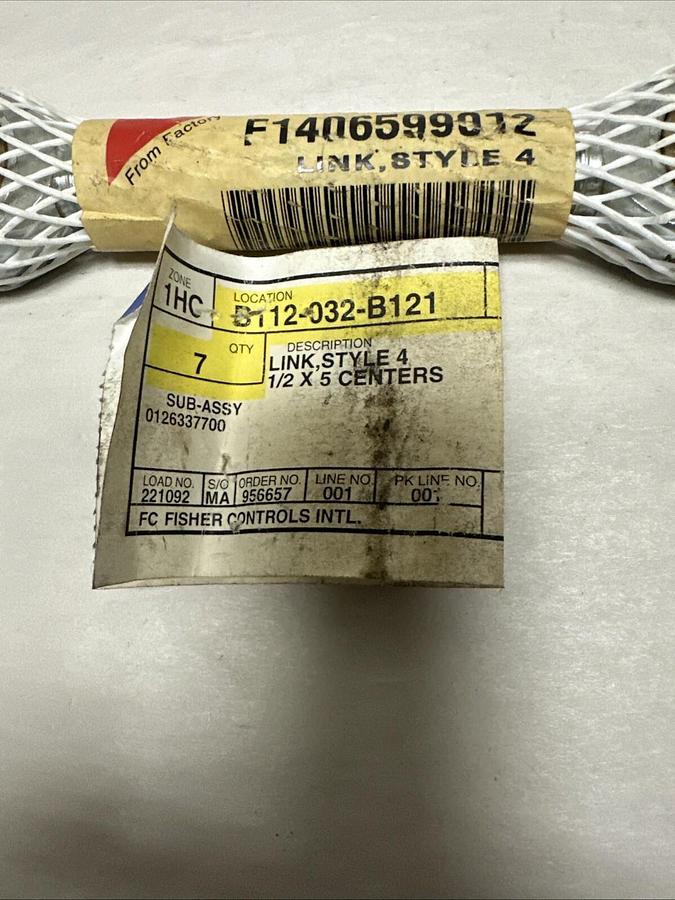 From Factory
F1406599012
LINK, STYLE 4
ZONE
1HC
LOCATION
B112-032-B121
7
QTY
DESCRIPTION
LINK, STYLE 4
1/2 X 5 CENTERS
SUB-ASSY
0126337700
LOAD NO.
221092
S/O
MA
ORDER NO.
956657
LINE NO.
001
PK LINE NO.
FC FISHER CONTROLS INTL.